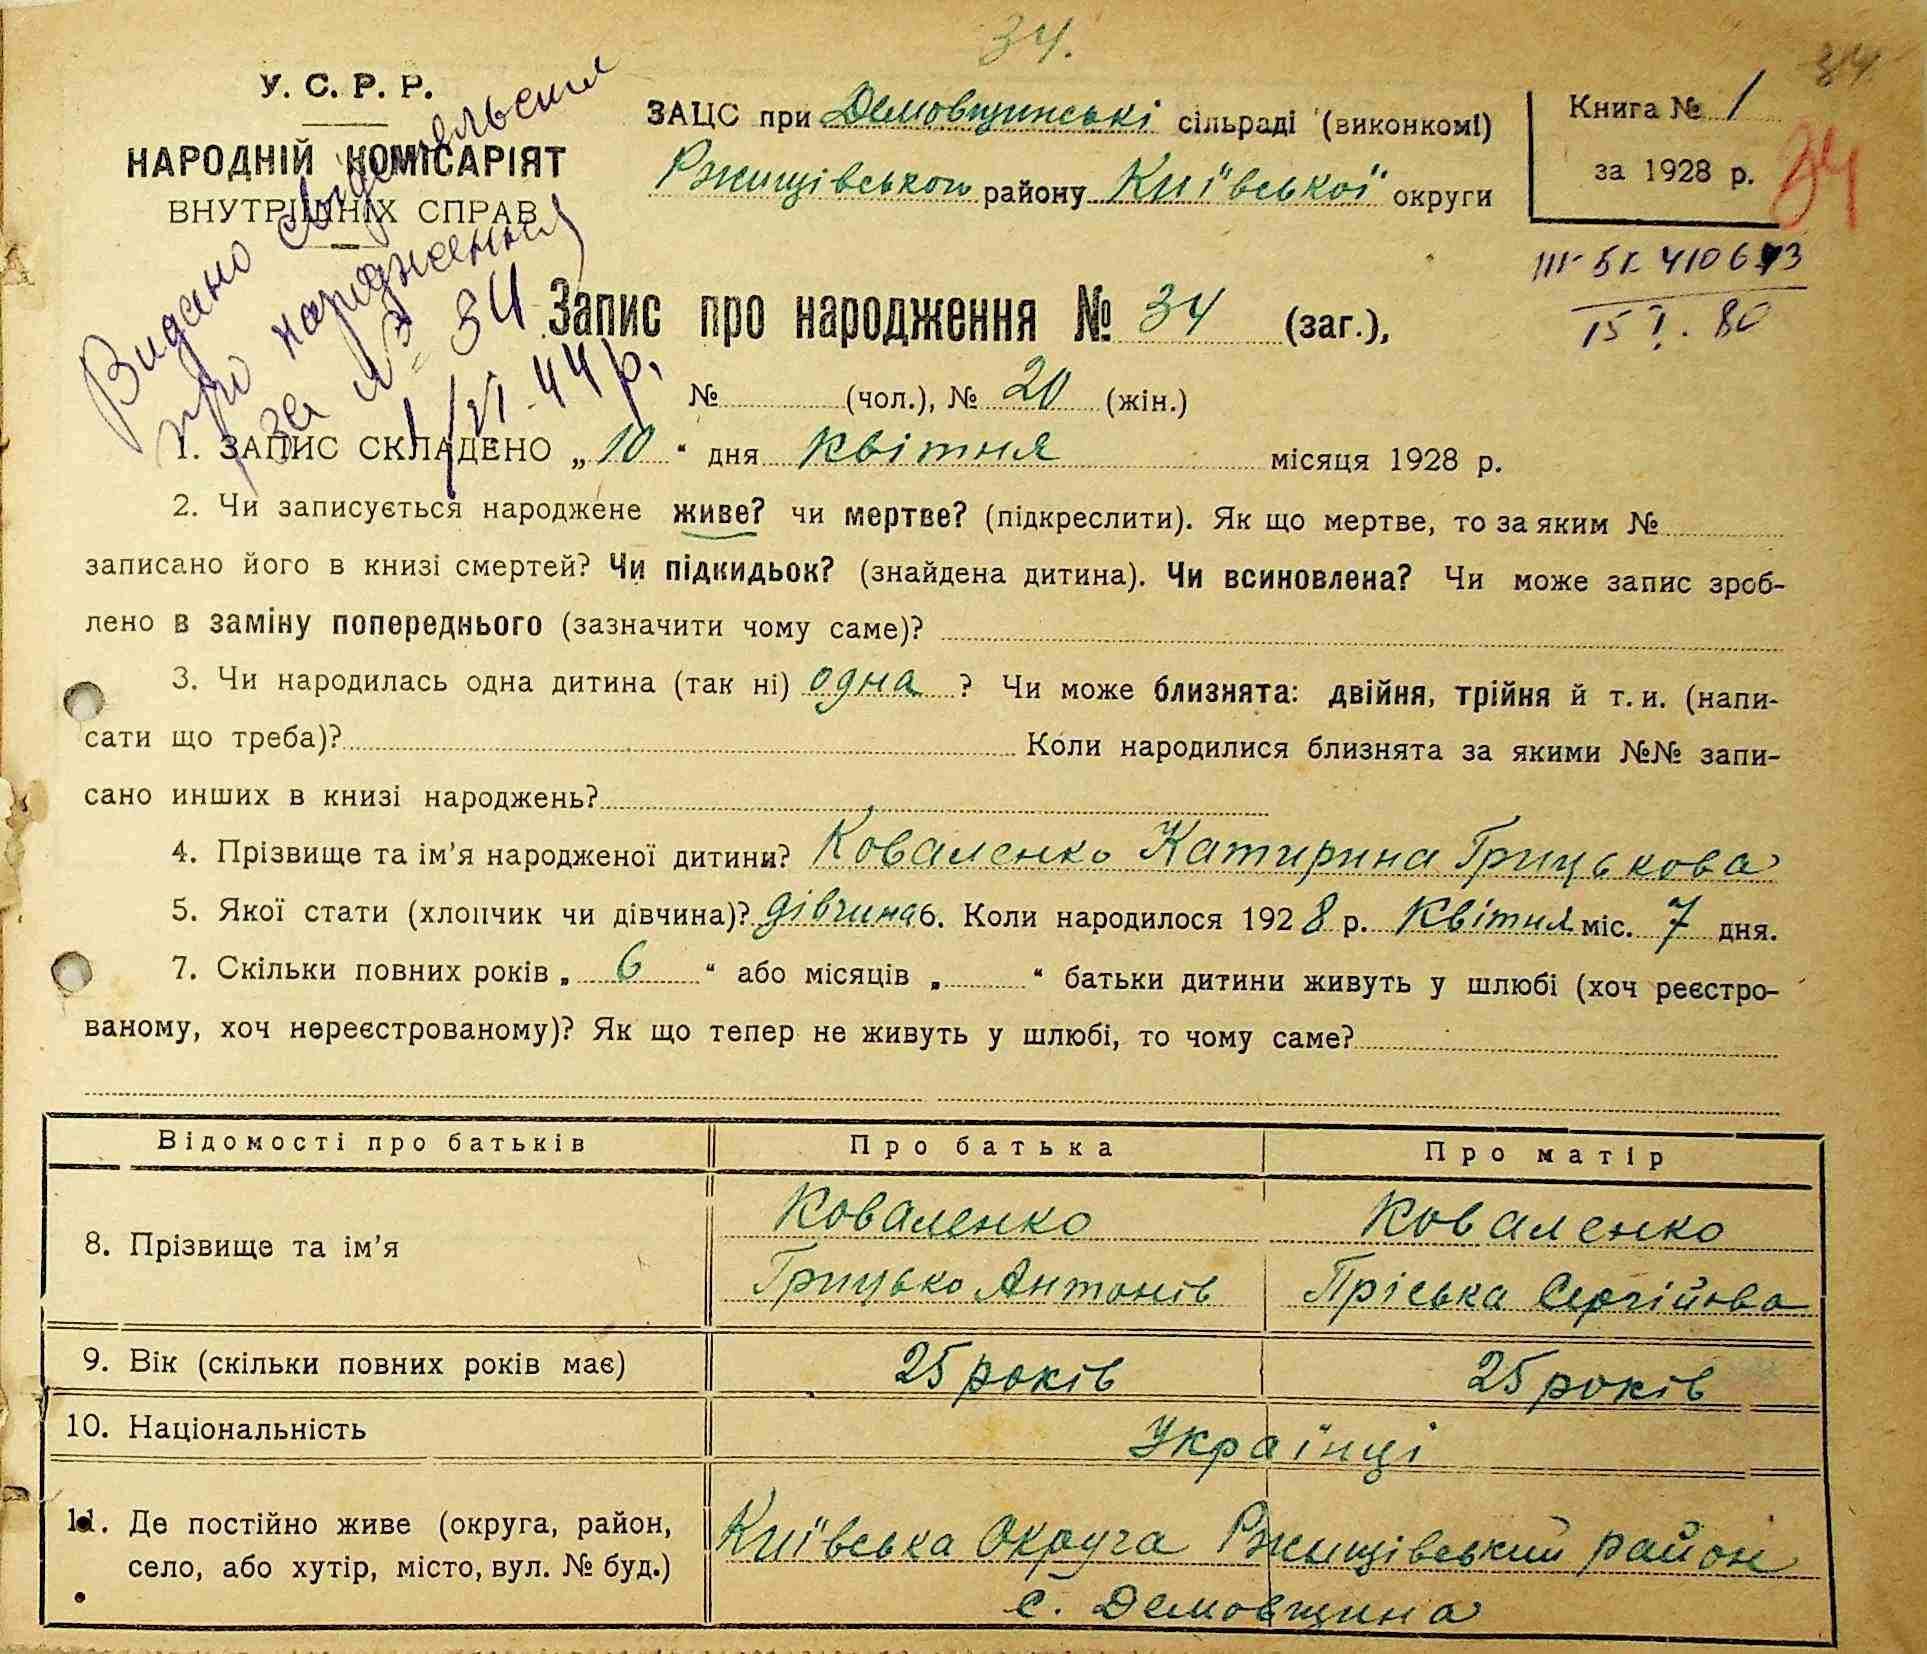 34.
34.
У. С. Р. Р.
НАРОДНІЙ КОМІСАРІЯТ
ВНУТРІШНІХ СПРАВ
Видано
про народження
за № 34
1/VI. 44 р.
ЗАЦС при Демовщинські сільраді (виконкомі)
Ржищівського району Київської округи
Книга № 1
за 1928 р.
34
15 I. 80
Запис про народження № 34 (заг.),
№ (чол.), № 20 (жін.)
1. ЗАПИС СКЛАДЕНО „10“ дня квітня місяця 1928 р.
2. Чи записується народжене живе? чи мертве? (підкреслити). Як що мертве, то за яким №
записано його в книзі смертей? Чи підкидьок? (знайдена дитина). Чи всиновлена? Чи може запис зроб-
лено в заміну попереднього (зазначити чому саме)?
3. Чи народилась одна дитина (так ні) одна ? Чи може близнята: двійня, трійня й т. и. (напи-
сати що треба)? Коли народилися близнята за якими №№ запи-
сано инших в книзі народжень?
4. Прізвище та ім’я народженої дитини? Коваленко Катирина Грицькова
5. Якої стати (хлопчик чи дівчина)? дівчина 6. Коли народилося 1928 р. Квітня міс. 7 дня.
7. Скільки повних років „ 6 “ або місяців „ “ батьки дитини живуть у шлюбі (хоч реєстро-
ваному, хоч нереєстрованому)? Як що тепер не живуть у шлюбі, то чому саме?
Відомості про батьків Про батька Про матір
8. Прізвище та ім’я
Коваленко Коваленко
Грицько Антонів Пріська Сергійова
9. Вік (скільки повних років має) 25 років 25 років
10. Національність Українці
11. Де постійно живе (округа, район,
село, або хутір, місто, вул. № буд.)
Київська Округа Ржищівський район
с. Демовщина